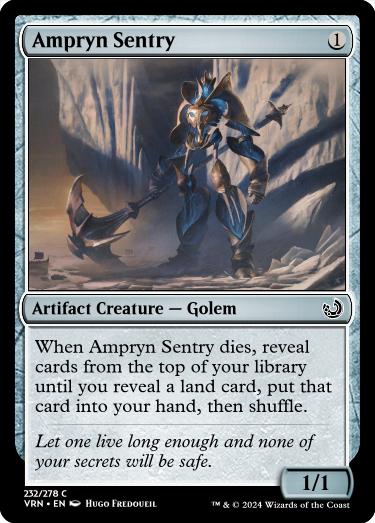 Ampryn Sentry 1
Artifact Creature — Golem
When Ampryn Sentry dies, reveal
cards from the top of your library
until you reveal a land card, put that
card into your hand, then shuffle.
Let one live long enough and none of
your secrets will be safe.
1/1
232/278 C
VRN • EN Hugo Fredoueil ™ & © 2024 Wizards of the Coast